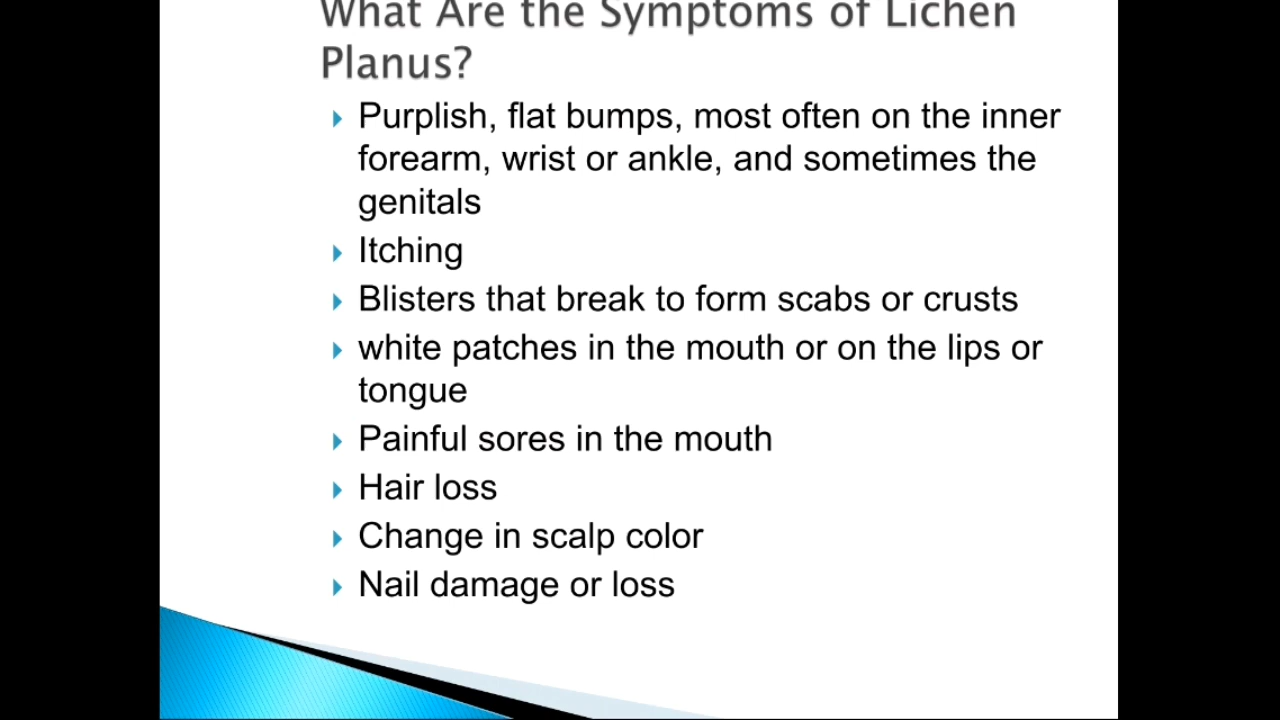 What Are the Symptoms of Lichen
Planus?
Purplish, flat bumps, most often on the inner
forearm, wrist or ankle, and sometimes the
genitals
Itching
Blisters that break to form scabs or crusts
white patches in the mouth or on the lips or
tongue
Painful sores in the mouth
Hair loss
Change in scalp color
Nail damage or loss